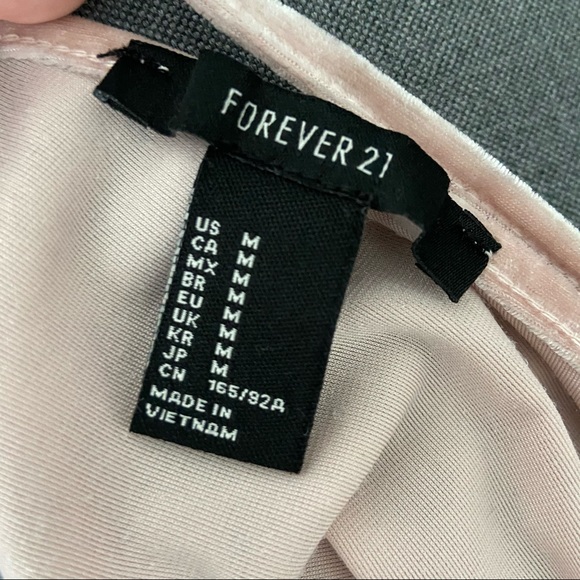 FOREVER 21
US M
CA M
MX M
BR M
EU M
UK M
KR M
JP M
CN 165/92A
MADE IN
VIETNAM